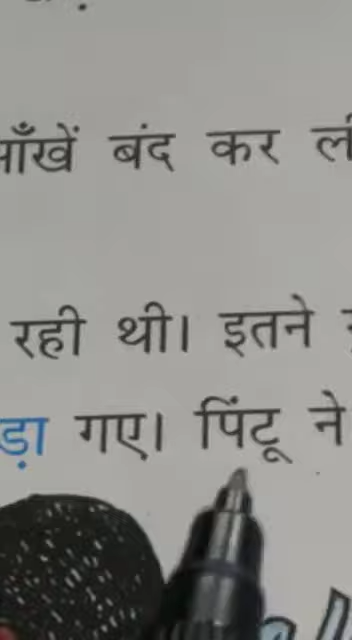 आँखें बंद कर
रही थी। इतने
ड़ा गए। पिंटू ने